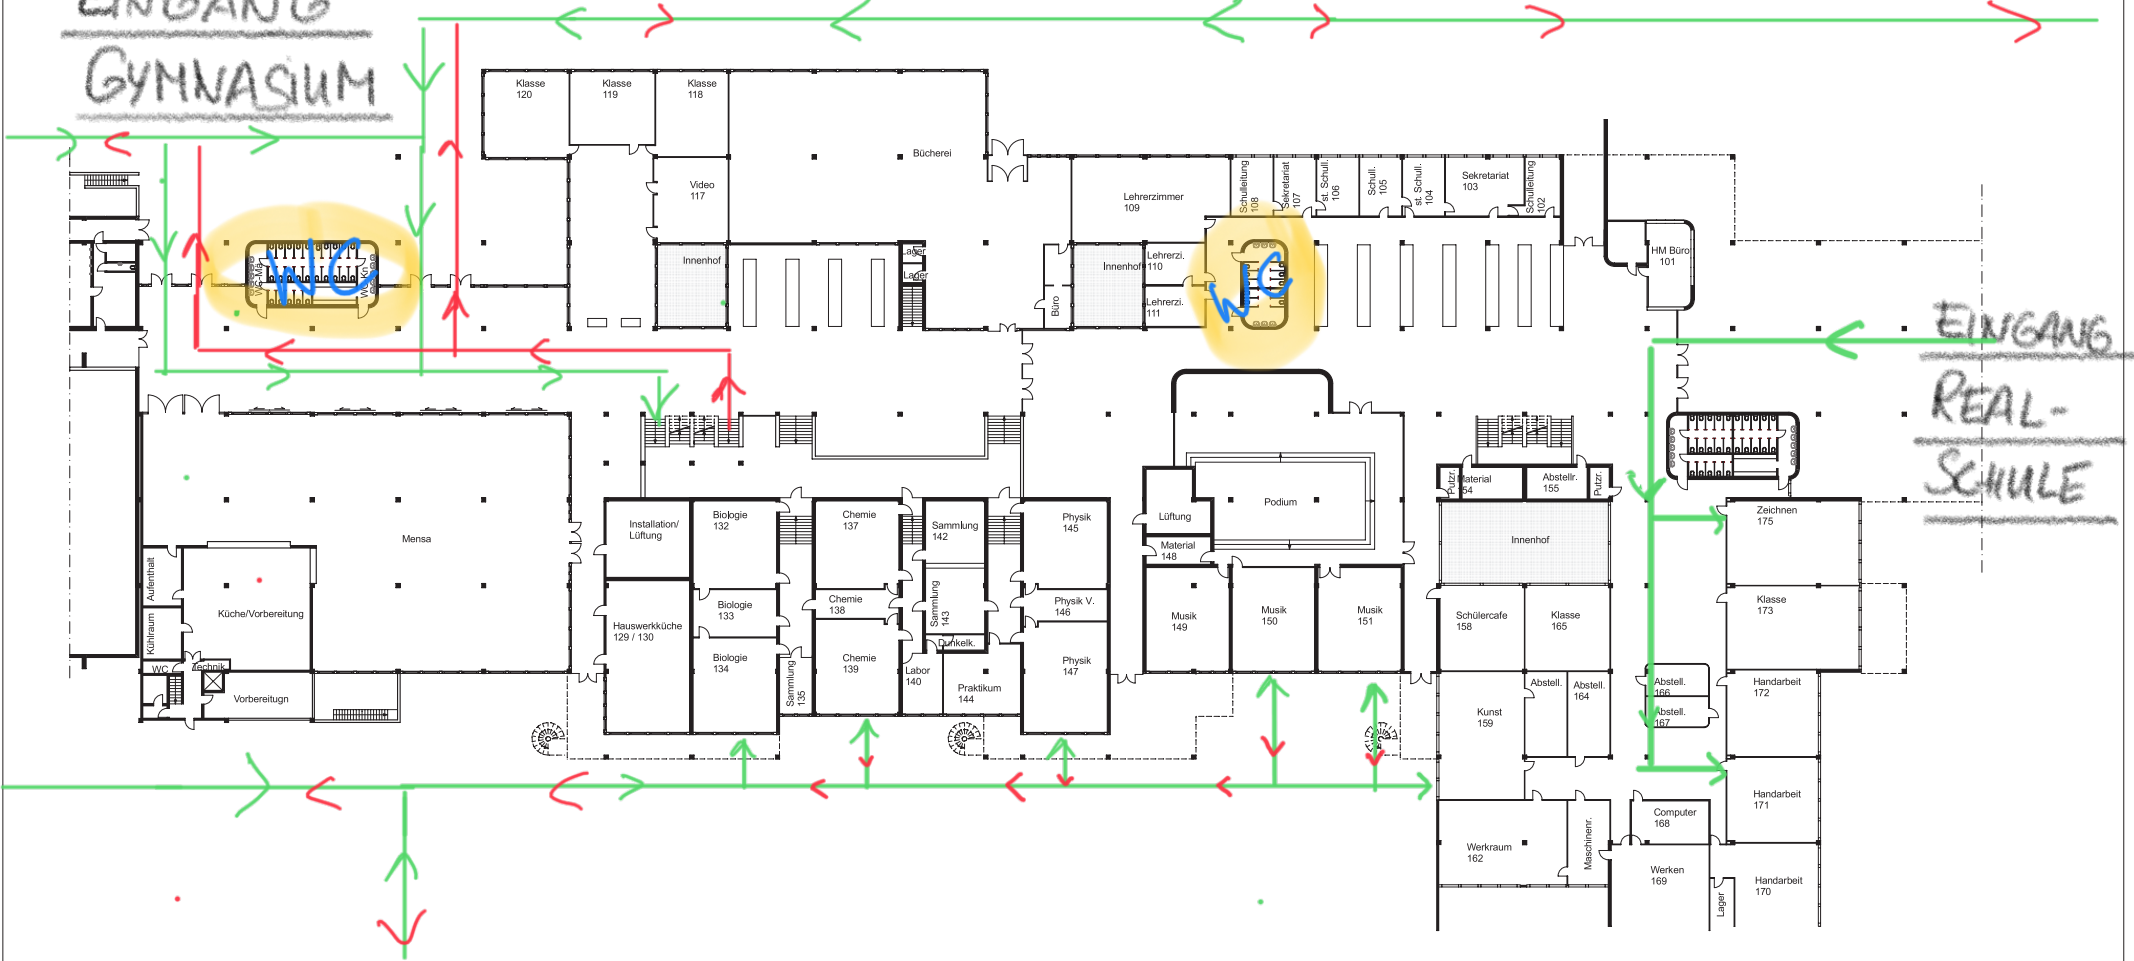 EINGANG
GYMNASIUM
Klasse
120
Klasse
119
Klasse
118
Bücherei
Video
117
Innenhof
Lager
Lager
WC-Mä
WC
WC-Kn
Lehrerzimmer
109
Schulleitung
108
Sekretariat
107
st. Schull.
106
Schull.
105
st. Schull.
104
Sekretariat
103
Schulleitung
102
HM Büro
101
Innenhof
Lehrerzi.
110
Lehrerzi.
111
Büro
WC
EINGANG
REAL-
SCHULE
Mensa
Aufenthalt
Kühlraum
Küche/Vorbereitung
WC
Technik
Vorbereitugn
Installation/
Lüftung
Hauswerkküche
129 / 130
Biologie
132
Biologie
133
Biologie
134
Sammlung
135
Chemie
137
Chemie
138
Chemie
139
Labor
140
Sammlung
142
Sammlung
143
Dunkelk.
Praktikum
144
Physik
145
Physik V.
146
Physik
147
Lüftung
Material
148
Podium
Musik
149
Musik
150
Musik
151
Putzr.
Material
154
Abstellr.
155
Putzr.
Innenhof
Schülercafe
158
Klasse
165
Kunst
159
Abstell.
Abstell.
164
Abstell.
166
Abstell.
167
Zeichnen
175
Klasse
173
Handarbeit
172
Handarbeit
171
Handarbeit
170
Computer
168
Werken
169
Lager
Werkraum
162
Maschinenr.